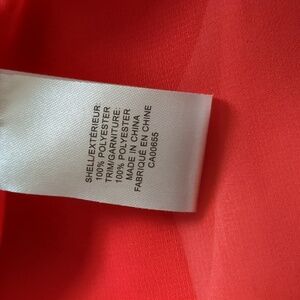 SHELL/EXTÉRIEUR:
100% POLYESTER
TRIM/GARNITURE:
100% POLYESTER
MADE IN CHINA
FABRIQUÉ EN CHINE
CA00655